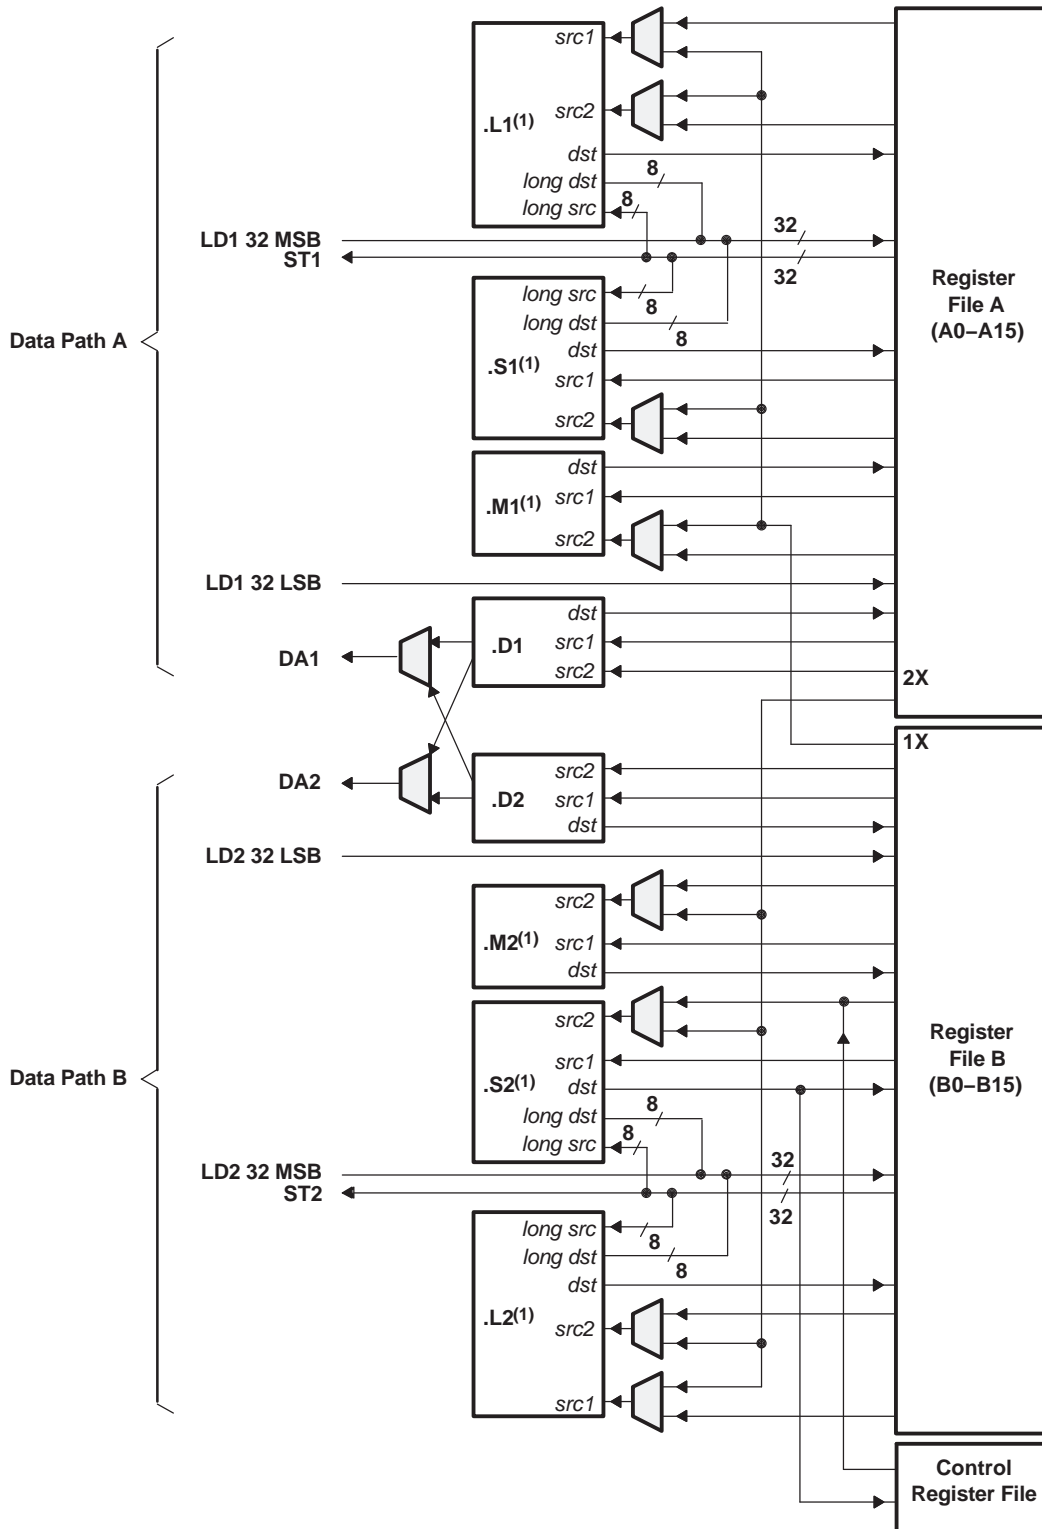 src1
src2
.L1(1)
dst
8
long dst
8
long src
LD1 32 MSB
32
ST1
32
long src
8
long dst
8
dst
.S1(1)
src1
src2
Register
File A
(A0–A15)
Data Path A
dst
.M1(1)
src1
src2
LD1 32 LSB
dst
.D1
src1
src2
DA1
2X
1X
DA2
src2
.D2
src1
dst
LD2 32 LSB
src2
.M2(1)
src1
dst
src2
src1
.S2(1)
dst
8
long dst
8
long src
Register
File B
(B0–B15)
Data Path B
LD2 32 MSB
32
ST2
32
long src
8
long dst
8
dst
.L2(1)
src2
src1
Control
Register File